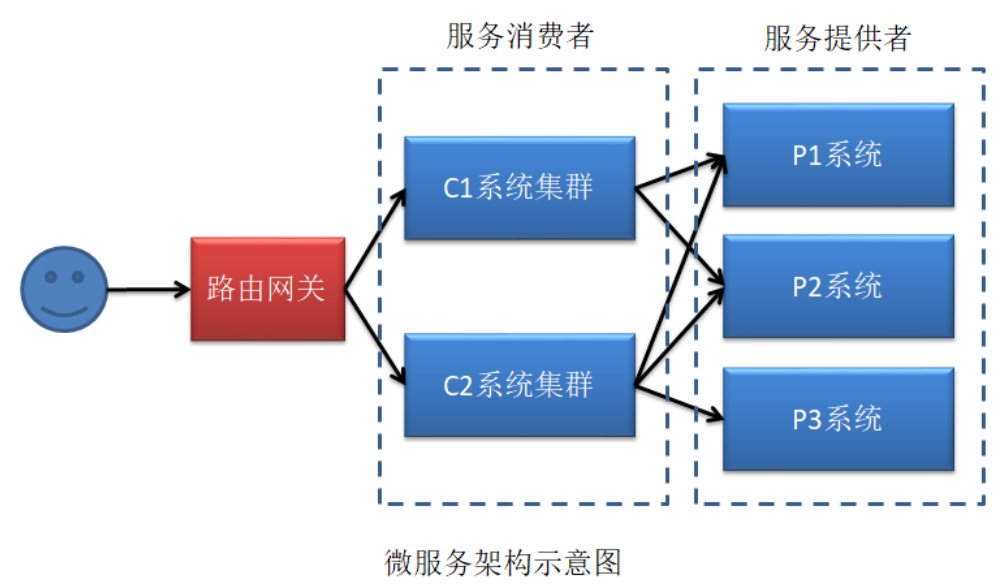 服务消费者
服务提供者
路由网关
C1系统集群
C2系统集群
P1系统
P2系统
P3系统
微服务架构示意图